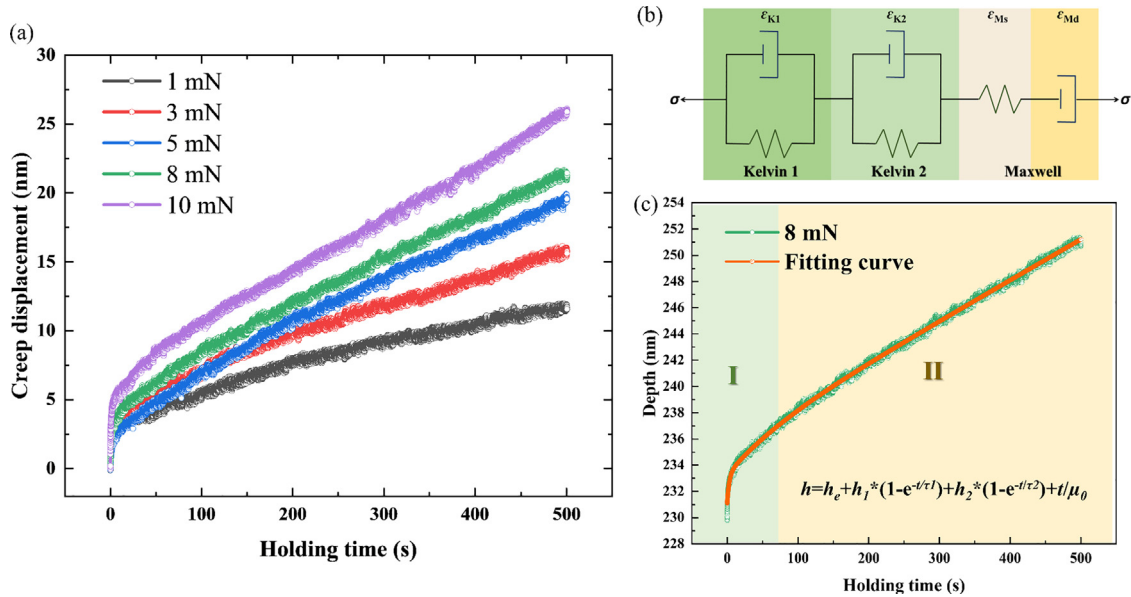 (a)
30
25
20
15
10
5
0
Creep displacement (nm)
1 mN
3 mN
5 mN
8 mN
10 mN
0 100 200 300 400 500
Holding time (s)
(b)
εK1 εK2 εMs εMd
σ σ
Kelvin 1 Kelvin 2 Maxwell
(c)
254
252
250
248
246
244
242
240
238
236
234
232
230
228
Depth (nm)
8 mN
Fitting curve
I II
h=he+h1*(1-e-t/τ1)+h2*(1-e-t/τ2)+t/μ0
0 100 200 300 400 500
Holding time (s)